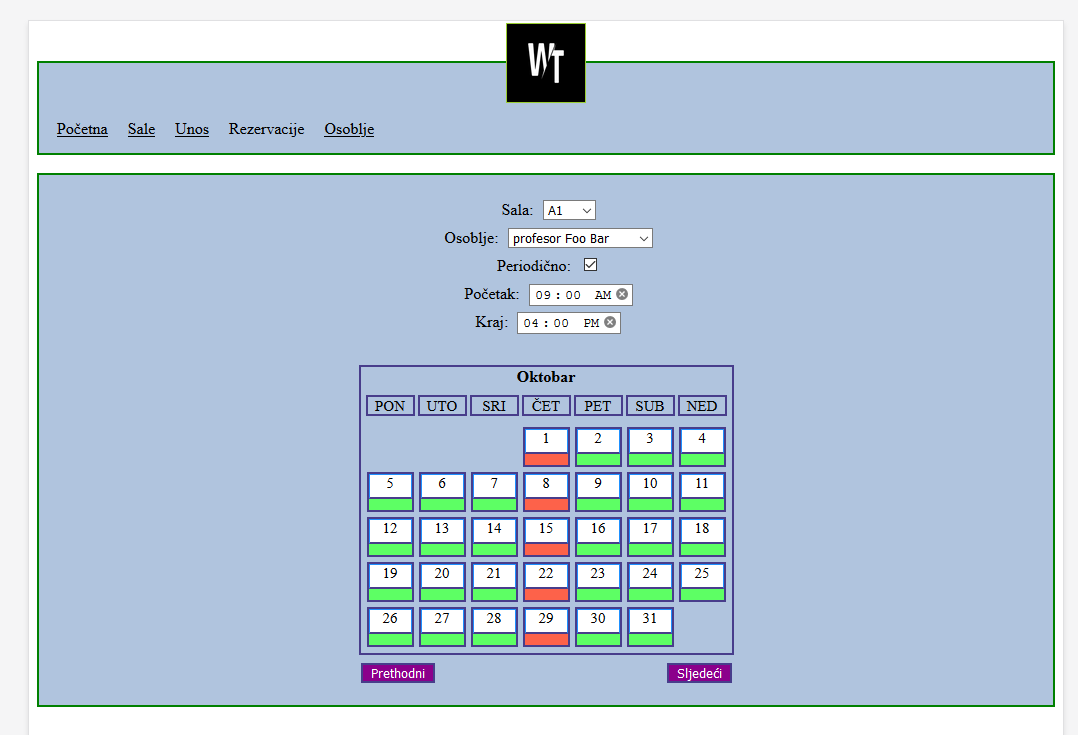 WT
Početna Sale Unos Rezervacije Osoblje
Sala: A1
Osoblje: profesor Foo Bar
Periodično:
Početak: 09:00 AM
Kraj: 04:00 PM
Oktobar
PON UTO SRI ČET PET SUB NED
1 2 3 4
5 6 7 8 9 10 11
12 13 14 15 16 17 18
19 20 21 22 23 24 25
26 27 28 29 30 31
Prethodni Sljedeći